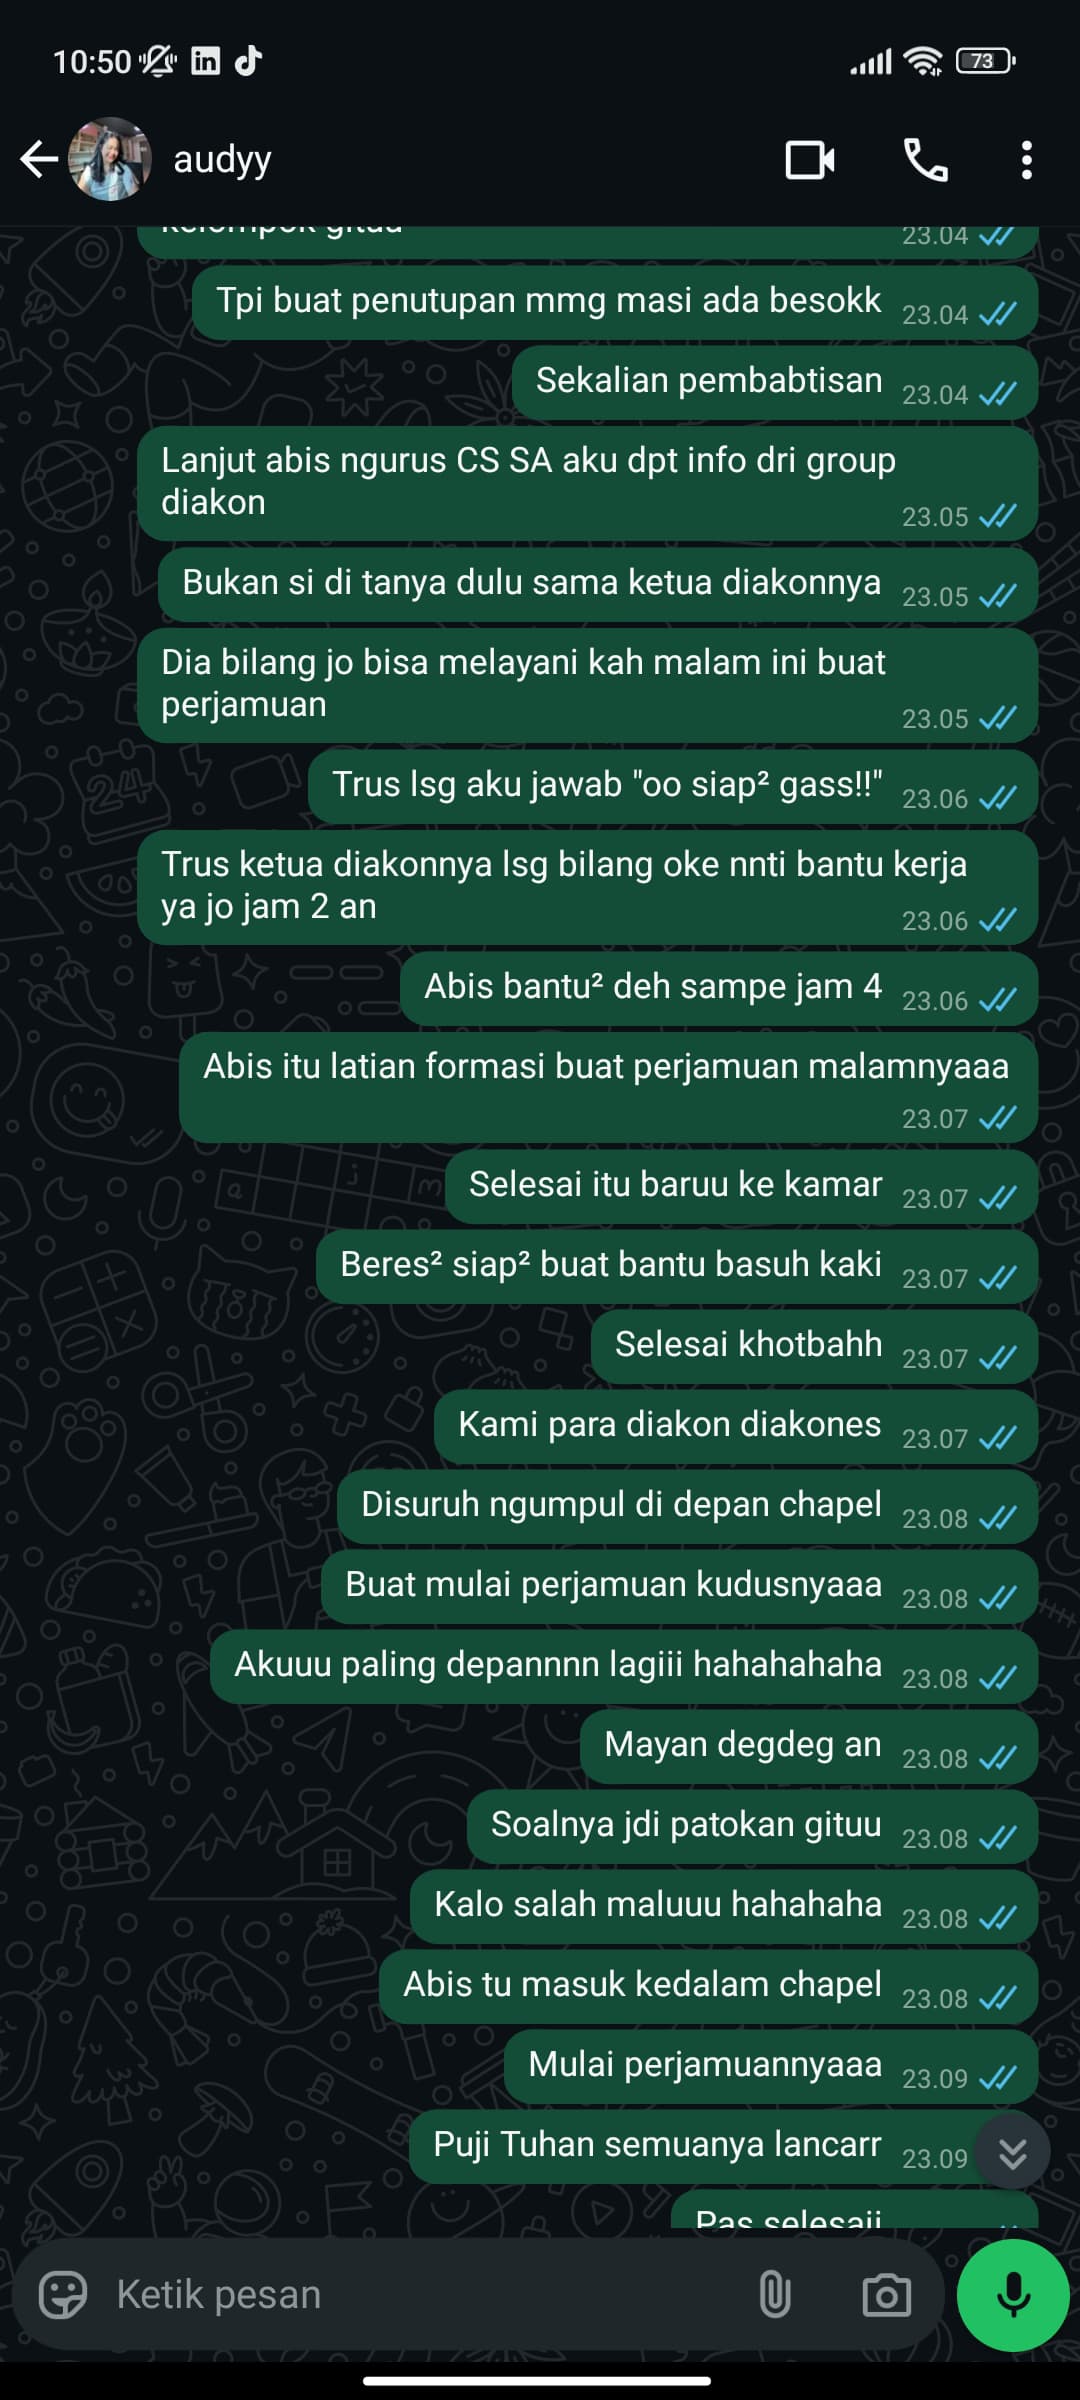 10:50
73
audyy
kelompok gituu
23.04
Tpi buat penutupan mmg masi ada besokk
23.04
Sekalian pembabtisan
23.04
Lanjut abis ngurus CS SA aku dpt info dri group
diakon
23.05
Bukan si di tanya dulu sama ketua diakonnya
23.05
Dia bilang jo bisa melayani kah malam ini buat
perjamuan
23.05
Trus lsg aku jawab "oo siap² gass!!"
23.06
Trus ketua diakonnya lsg bilang oke nnti bantu kerja
ya jo jam 2 an
23.06
Abis bantu² deh sampe jam 4
23.06
Abis itu latian formasi buat perjamuan malamnyaaa
23.07
Selesai itu baruu ke kamar
23.07
Beres² siap² buat bantu basuh kaki
23.07
Selesai khotbahh
23.07
Kami para diakon diakones
23.07
Disuruh ngumpul di depan chapel
23.08
Buat mulai perjamuan kudusnyaaa
23.08
Akuuu paling depannnn lagiii hahahahaha
23.08
Mayan degdeg an
23.08
Soalnya jdi patokan gituu
23.08
Kalo salah maluuu hahahaha
23.08
Abis tu masuk kedalam chapel
23.08
Mulai perjamuannyaaa
23.09
Puji Tuhan semuanya lancarr
23.09
Pas selesaii
Ketik pesan